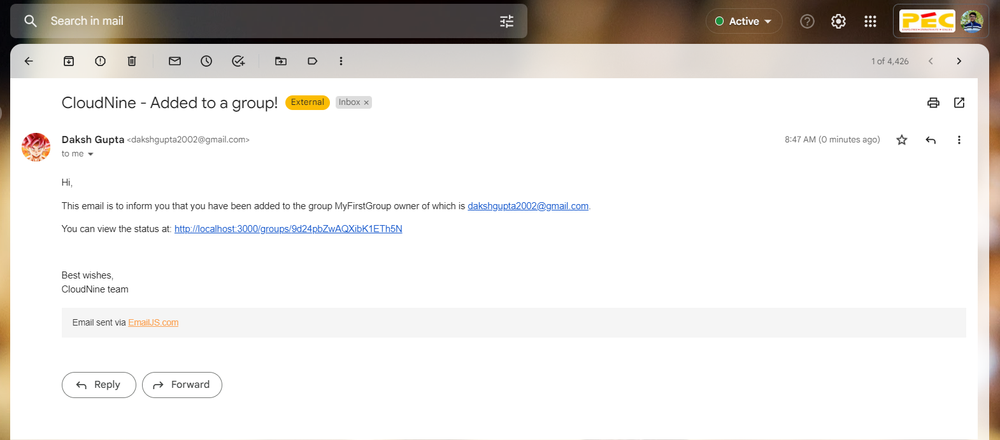 Search in mail
Active
PEC
1 of 4,426
CloudNine - Added to a group! External Inbox ×
Daksh Gupta <dakshgupta2002@gmail.com>
8:47 AM (0 minutes ago)
to me
Hi,
This email is to inform you that you have been added to the group MyFirstGroup owner of which is dakshgupta2002@gmail.com.
You can view the status at: http://localhost:3000/groups/9d24pbZwAQXibK1ETh5N
Best wishes,
CloudNine team
Email sent via EmailJS.com
Reply
Forward